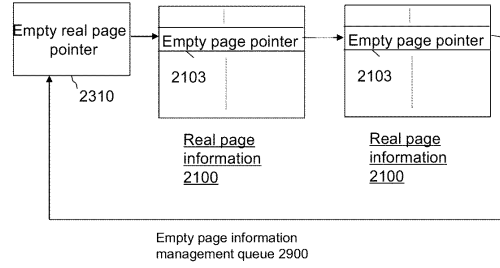 Empty real page
pointer
2310
Empty page pointer
2103
Real page
information
2100
Empty page pointer
2103
Real page
information
2100
Empty page information
management queue 2900